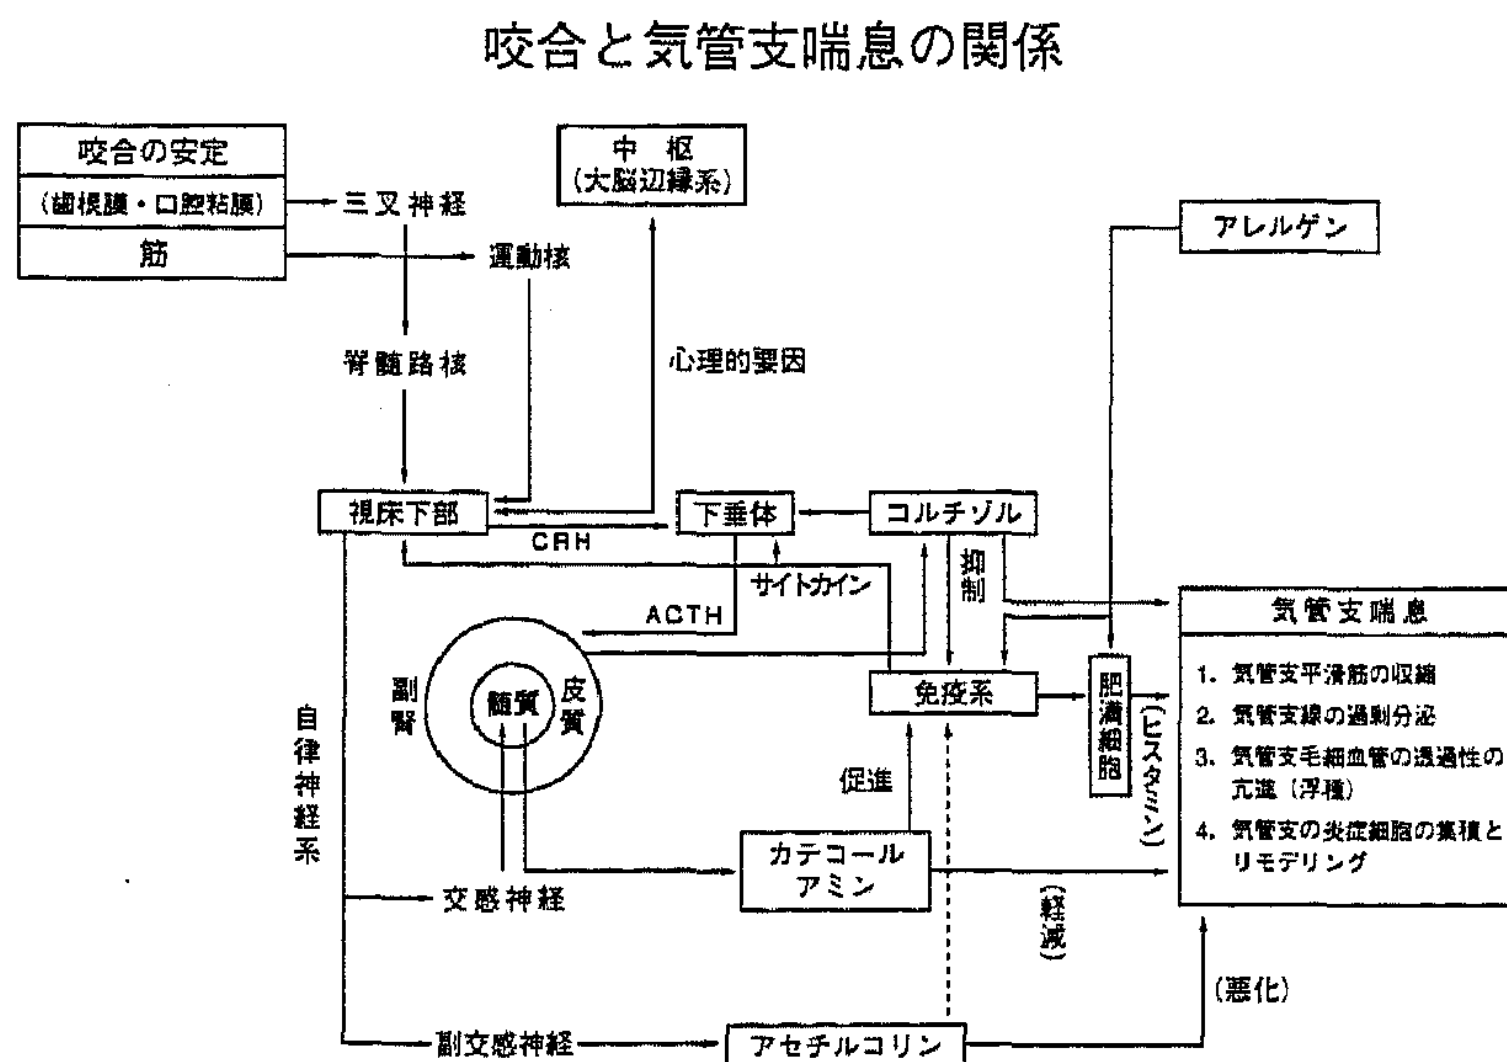 咬合と気管支喘息の関係
咬合の安定
(歯根膜・口腔粘膜)
筋
三叉神経
運動核
中 枢
(大脳辺縁系)
アレルゲン
脊髄路核
心理的要因
視床下部
CRH
下垂体
コルチゾル
サイトカイン
抑制
ACTH
副腎
髄質
皮質
免疫系
肥満細胞
(ヒスタミン)
気管支喘息
1. 気管支平滑筋の収縮
2. 気管支線の過剰分泌
3. 気管支毛細血管の透過性の
亢進（浮種）
4. 気管支の炎症細胞の集積と
リモデリング
自律神経系
促進
カテコール
アミン
交感神経
(軽減)
(悪化)
副交感神経
アセチルコリン